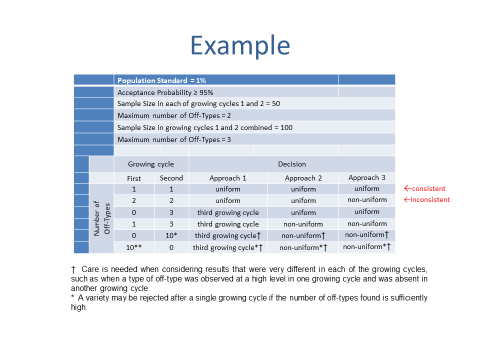 Example
Population Standard = 1%
Acceptance Probability ≥ 95%
Sample Size in each of growing cycles 1 and 2 = 50
Maximum number of Off-Types = 2
Sample Size in growing cycles 1 and 2 combined = 100
Maximum number of Off-Types = 3
Growing cycle Decision
First Second Approach 1 Approach 2 Approach 3
Number of Off-Types
1 1 uniform uniform uniform ←consistent
2 2 uniform uniform non-uniform ←inconsistent
0 3 third growing cycle uniform uniform
1 3 third growing cycle non-uniform non-uniform
0 10* third growing cycle† non-uniform† non-uniform†
10** 0 third growing cycle*† non-uniform*† non-uniform*†
† Care is needed when considering results that were very different in each of the growing cycles,
such as when a type of off-type was observed at a high level in one growing cycle and was absent in
another growing cycle.
* A variety may be rejected after a single growing cycle if the number of off-types found is sufficiently
high.